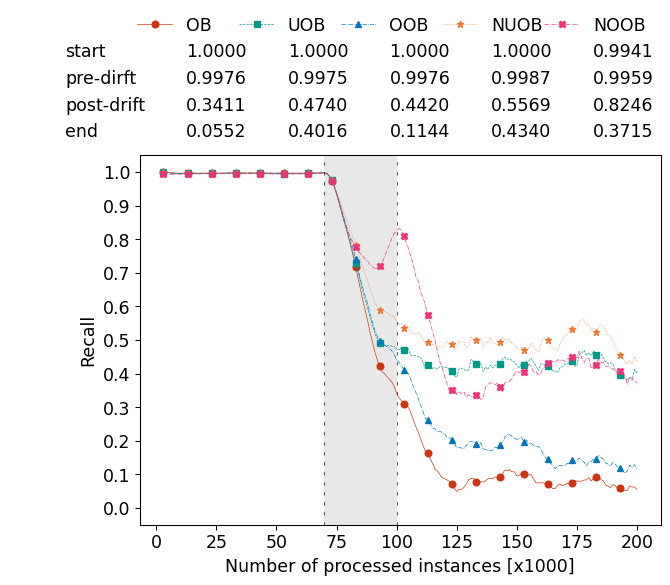 OB UOB OOB NUOB NOOB
start 1.0000 1.0000 1.0000 1.0000 0.9941
pre-dirft 0.9976 0.9975 0.9976 0.9987 0.9959
post-drift 0.3411 0.4740 0.4420 0.5569 0.8246
end 0.0552 0.4016 0.1144 0.4340 0.3715
1.0
0.9
0.8
0.7
0.6
0.5
0.4
0.3
0.2
0.1
0.0
Recall
0 25 50 75 100 125 150 175 200
Number of processed instances [x1000]